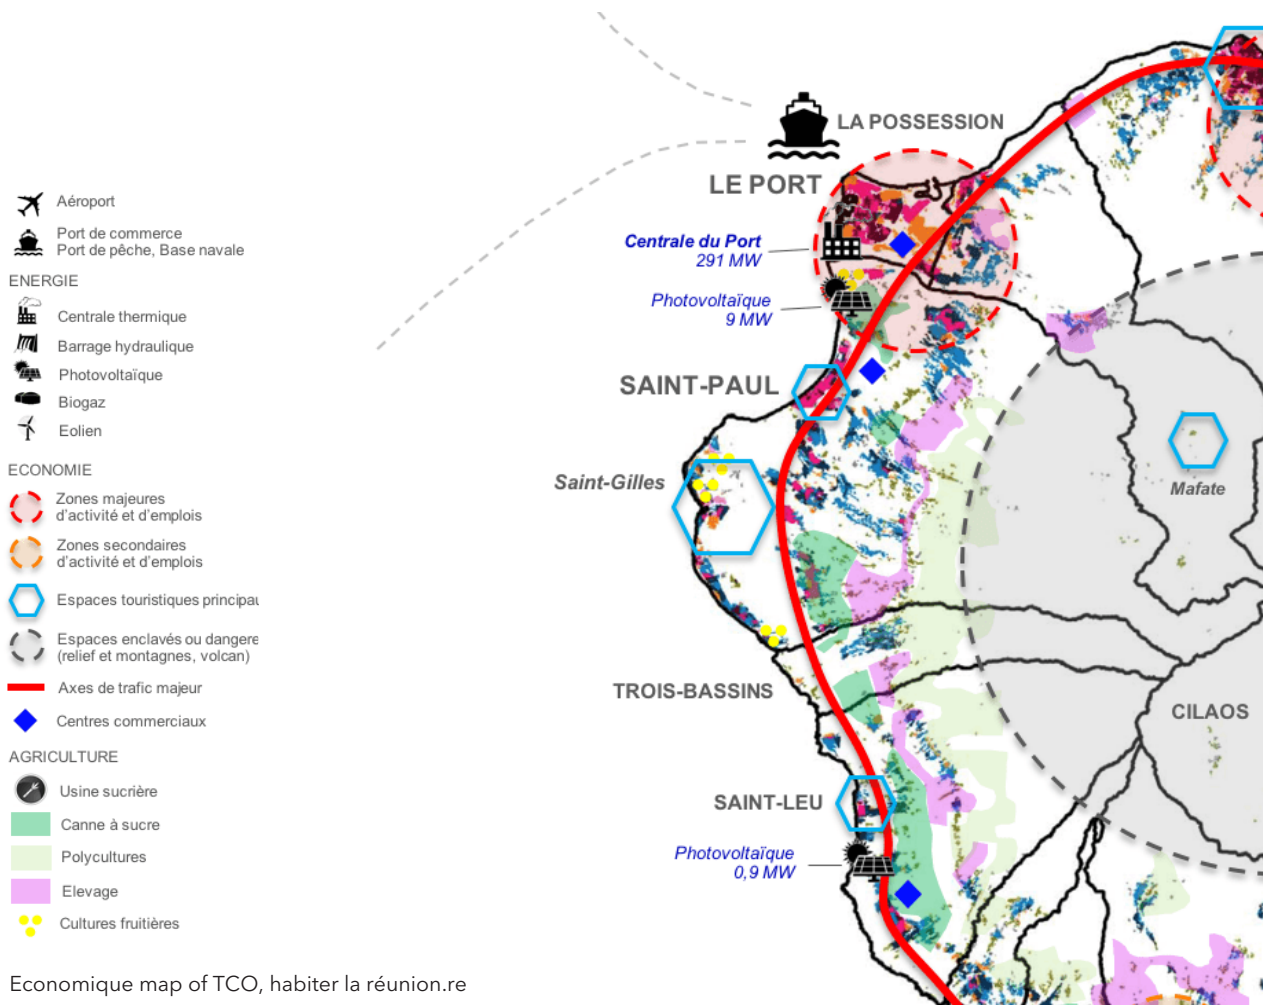 Aéroport
Port de commerce
Port de pêche, Base navale
ENERGIE
Centrale thermique
Barrage hydraulique
Photovoltaïque
Biogaz
Eolien
ECONOMIE
Zones majeures
d'activité et d'emplois
Zones secondaires
d'activité et d'emplois
Espaces touristiques principau
Espaces enclavés ou dangere
(relief et montagnes, volcan)
Axes de trafic majeur
Centres commerciaux
AGRICULTURE
Usine sucrière
Canne à sucre
Polycultures
Elevage
Cultures fruitières
LA POSSESSION
LE PORT
Centrale du Port
291 MW
Photovoltaïque
9 MW
SAINT-PAUL
Saint-Gilles
Mafate
TROIS-BASSINS
CILAOS
SAINT-LEU
Photovoltaïque
0,9 MW
Economique map of TCO, habiter la réunion.re